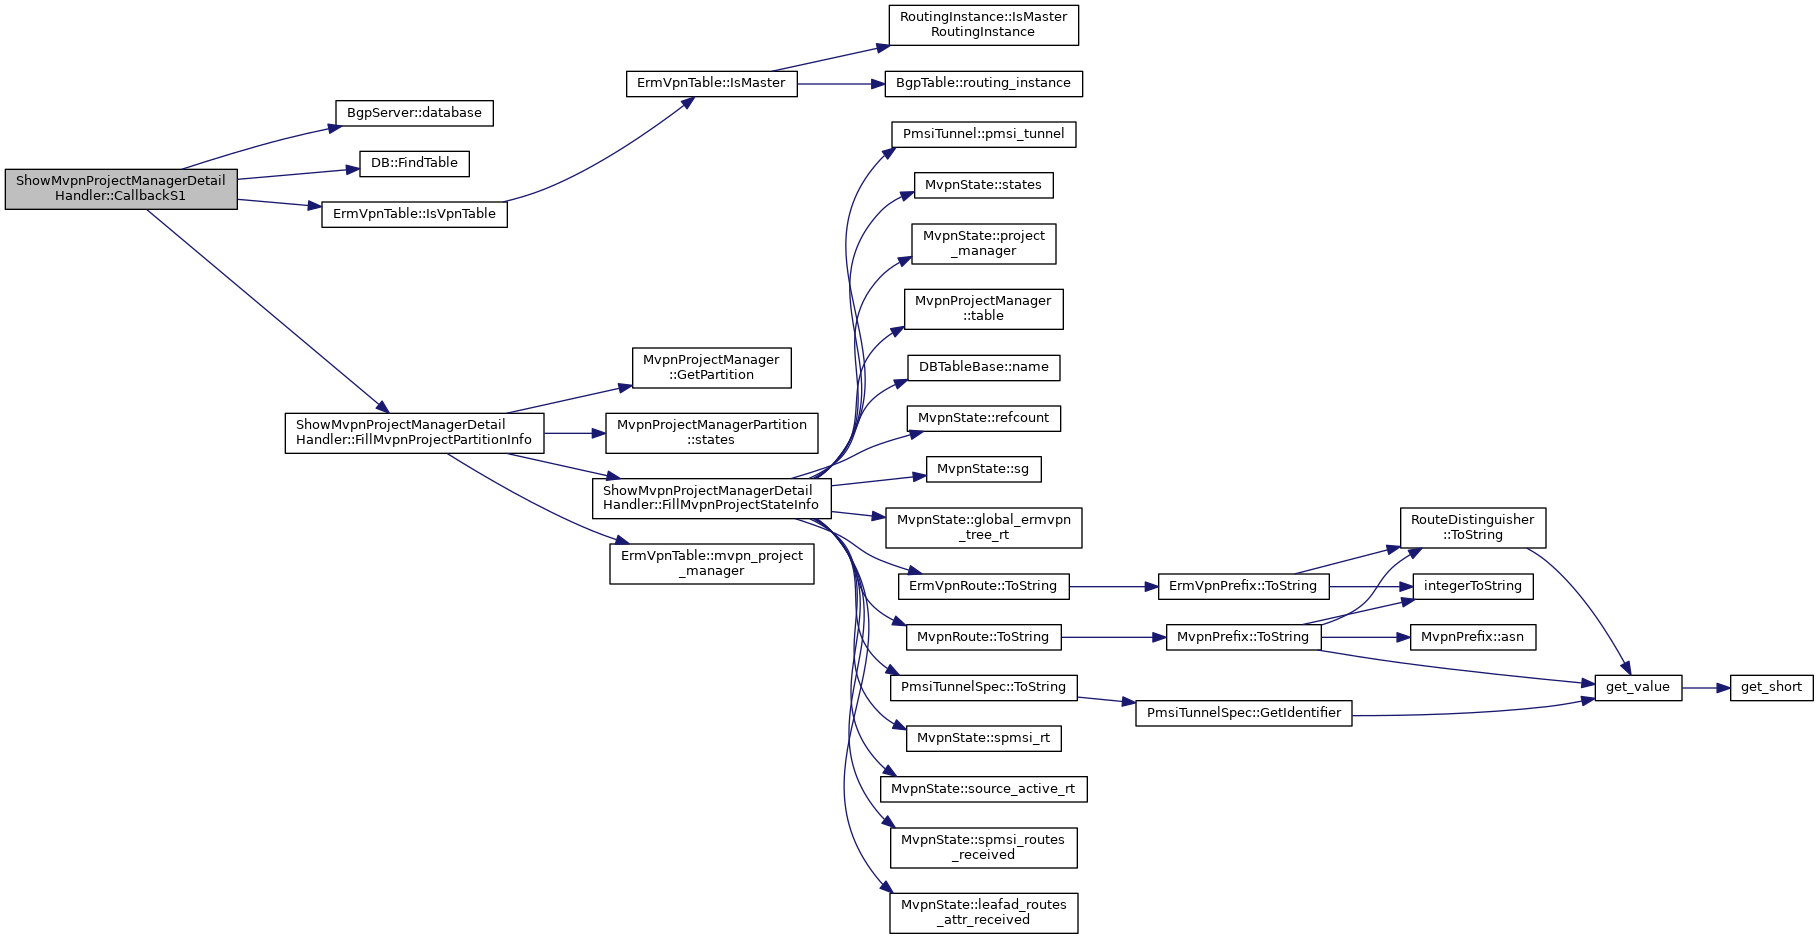 RoutingInstance::IsMaster
RoutingInstance
ErmVpnTable::IsMaster
BgpTable::routing_instance
BgpServer::database
PmsiTunnel::pmsi_tunnel
DB::FindTable
ShowMvpnProjectManagerDetail
Handler::CallbackS1
MvpnState::states
ErmVpnTable::IsVpnTable
MvpnState::project
_manager
MvpnProjectManager
::table
MvpnProjectManager
::GetPartition
DBTableBase::name
MvpnState::refcount
ShowMvpnProjectManagerDetail
Handler::FillMvpnProjectPartitionInfo
MvpnProjectManagerPartition
::states
MvpnState::sg
ShowMvpnProjectManagerDetail
Handler::FillMvpnProjectStateInfo
MvpnState::global_ermvpn
_tree_rt
RouteDistinguisher
::ToString
ErmVpnTable::mvpn_project
_manager
ErmVpnRoute::ToString
ErmVpnPrefix::ToString
integerToString
MvpnRoute::ToString
MvpnPrefix::ToString
MvpnPrefix::asn
PmsiTunnelSpec::ToString
get_value
get_short
PmsiTunnelSpec::GetIdentifier
MvpnState::spmsi_rt
MvpnState::source_active_rt
MvpnState::spmsi_routes
_received
MvpnState::leafad_routes
_attr_received